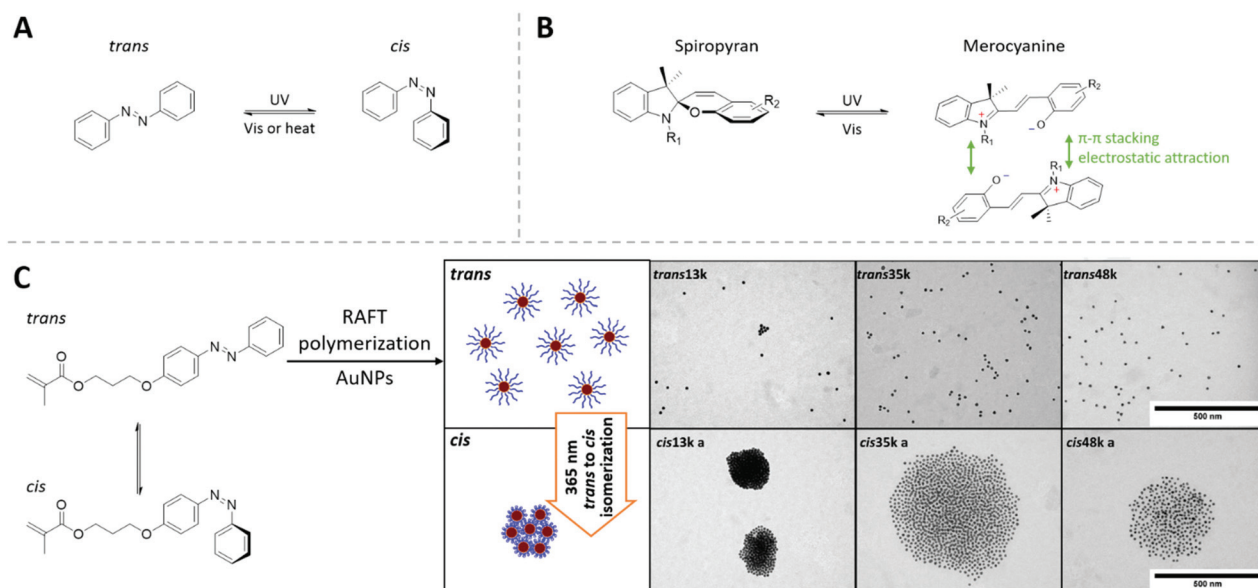 A
trans
cis
N
N
UV
Vis or heat
N
N
B
Spiropyran
Merocyanine
R2
O
N
R1
UV
Vis
R2
+
N
R1
−
O
π-π stacking
electrostatic attraction
O −
R1
N
+
R2
C
trans
O
O
O
N
N
RAFT
polymerization
AuNPs
cis
O
O
O
N
N
trans
cis
365 nm
trans to cis
isomerization
trans13k
trans35k
trans48k
500 nm
cis13k a
cis35k a
cis48k a
500 nm